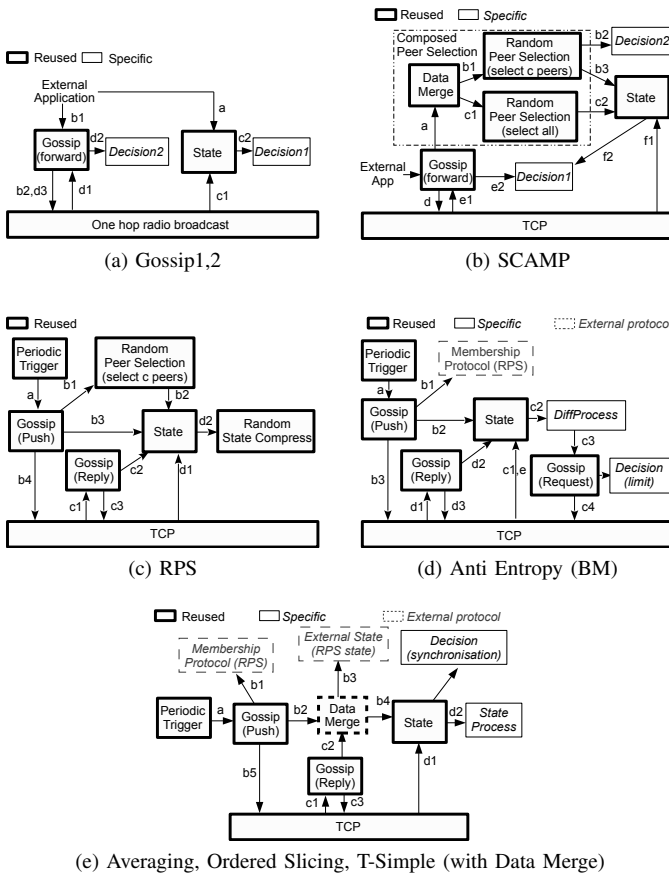 Reused
Specific
External
Application
a
b1
Gossip
(forward)
d2
Decision2
State
c2
Decision1
b2,d3
d1
c1
One hop radio broadcast
(a) Gossip1,2
Reused
Specific
Composed
Peer Selection
b1
Data
Merge
Random
Peer Selection
(select c peers)
b2
Decision2
b3
c1
Random
Peer Selection
(select all)
c2
State
a
f1
f2
External
App
Gossip
(forward)
e2
Decision1
d
e1
TCP
(b) SCAMP
Reused
Periodic
Trigger
Random
Peer Selection
(select c peers)
a
b1
b2
Gossip
(Push)
b3
State
d2
Random
State Compress
b4
Gossip
(Reply)
c2
d1
c1
c3
TCP
(c) RPS
Reused
Specific
External protocol
Periodic
Trigger
Membership
Protocol (RPS)
a
b1
Gossip
(Push)
b2
State
c2
DiffProcess
c3
b3
Gossip
(Reply)
d2
c1,e
Gossip
(Request)
Decision
(limit)
d1
d3
c4
TCP
(d) Anti Entropy (BM)
Reused
Specific
External protocol
Membership
Protocol (RPS)
External State
(RPS state)
Decision
(synchronisation)
b1
b3
Periodic
Trigger
a
Gossip
(Push)
b2
Data
Merge
b4
State
d2
State
Process
c2
b5
Gossip
(Reply)
d1
c1
c3
TCP
(e) Averaging, Ordered Slicing, T-Simple (with Data Merge)